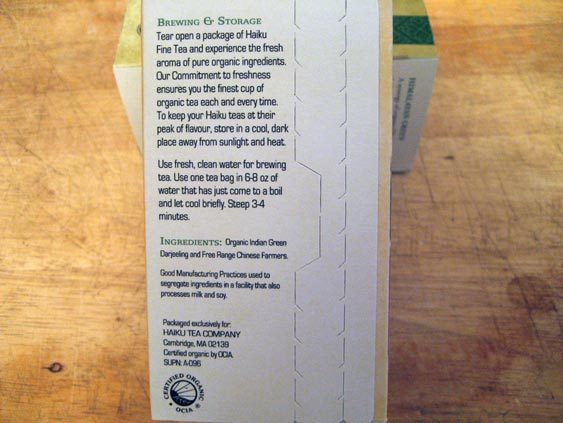 BREWING & STORAGE
Tear open a package of Haiku
Fine Tea and experience the fresh
aroma of pure organic ingredients.
Our Commitment to freshness
ensures you the finest cup of
organic tea each and every time.
To keep your Haiku teas at their
peak of flavour, store in a cool, dark
place away from sunlight and heat.
Use fresh, clean water for brewing
tea. Use one tea bag in 6-8 oz of
water that has just come to a boil
and let cool briefly. Steep 3-4
minutes.
INGREDIENTS: Organic Indian Green
Darjeeling and Free Range Chinese Farmers.
Good Manufacturing Practices used to
segregate ingredients in a facility that also
processes milk and soy.
Packaged exclusively for:
HAIKU TEA COMPANY
Cambridge, MA 02139
Certified organic by OCIA.
SUPN: A-096
CERTIFIED ORGANIC
OCIA ®
HIMALAYAN GREEN